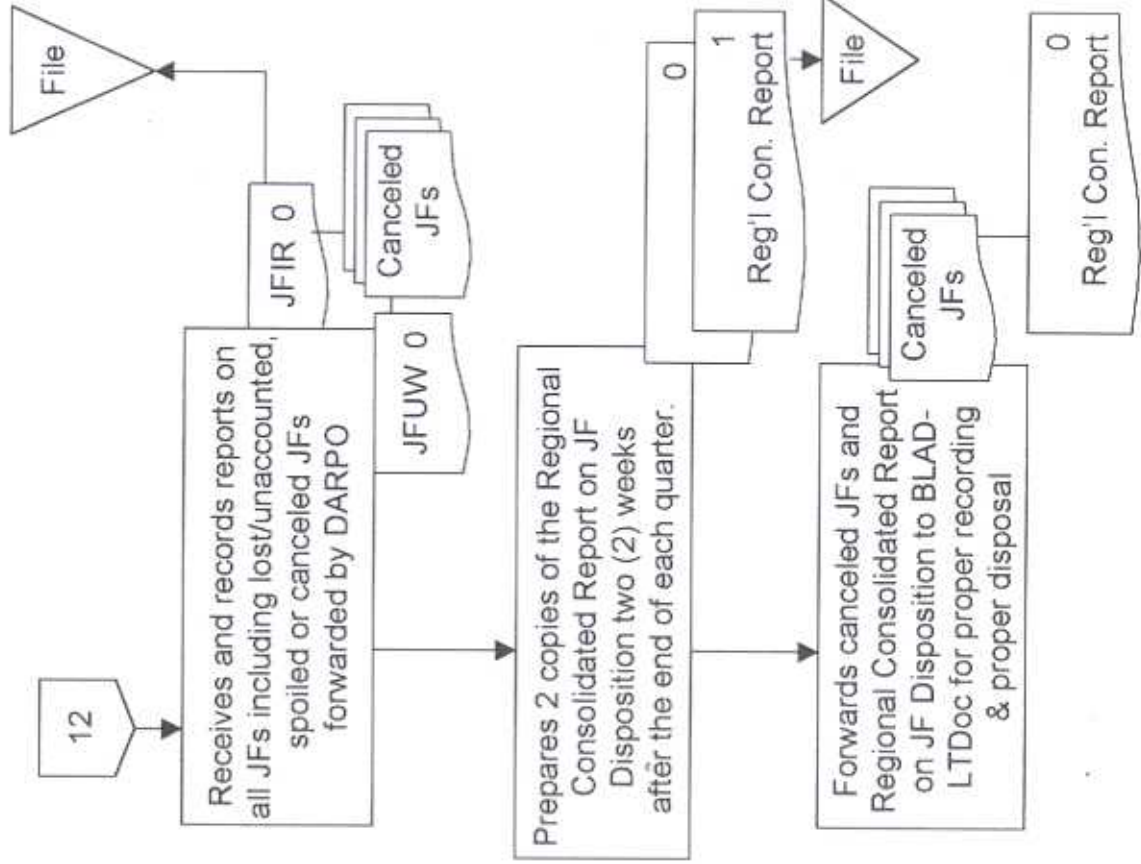 12
Receives and records reports on
all JFs including lost/unaccounted,
spoiled or canceled JFs
forwarded by DARPO
JFIR 0
File
JFUW 0
Canceled
JFs
Prepares 2 copies of the Regional
Consolidated Report on JF
Disposition two (2) weeks
after the end of each quarter.
0
1
Reg'l Con. Report
File
Forwards canceled JFs and
Regional Consolidated Report
on JF Disposition to BLAD-
LTDoc for proper recording
& proper disposal
Canceled
JFs
0
Reg'l Con. Report